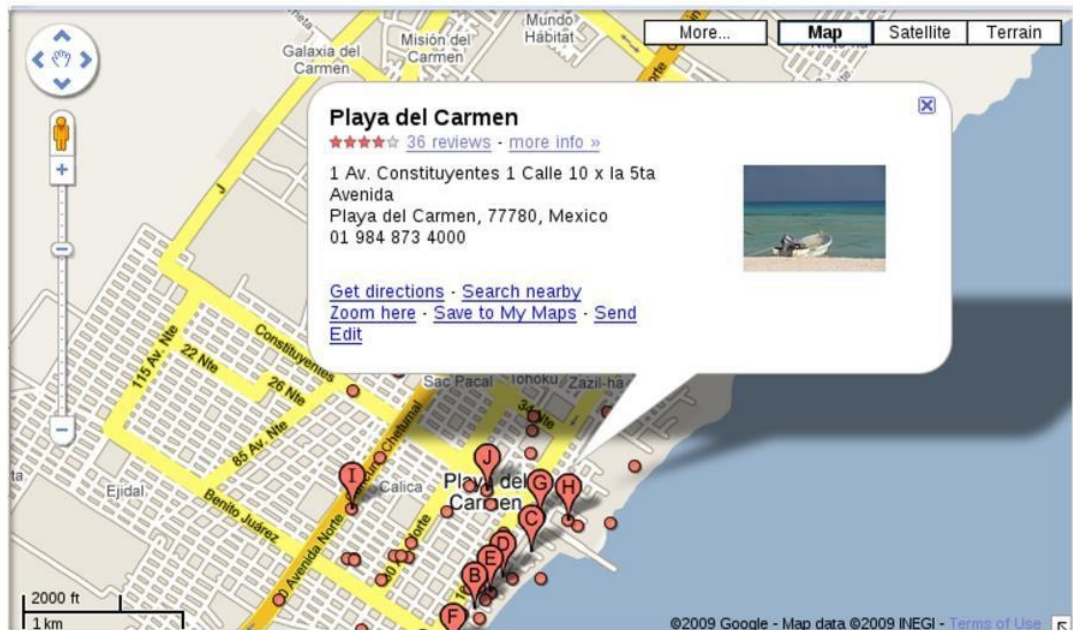 Mundo
Hábitat
Misión del
Carmen
Galaxia del
Carmen
More...
Map
Satellite
Terrain
J
Playa del Carmen
36 reviews - more info »
1 Av. Constituyentes 1 Calle 10 x la 5ta
Avenida
Playa del Carmen, 77780, Mexico
01 984 873 4000
Get directions - Search nearby
Zoom here - Save to My Maps - Send
Edit
Constituyentes
115 Av. Nte
22 Nte
26 Nte
85 Av. Nte
Sac Pacal
Tohoku
Zazil-ha
34 Nte
Chetumal
Ejidal
Calica
Benito Juárez
Avenida Norte
Playa del
Carmen
I
J
G
H
C
D
E
B
F
2000 ft
1 km
©2009 Google - Map data ©2009 INEGI - Terms of Use